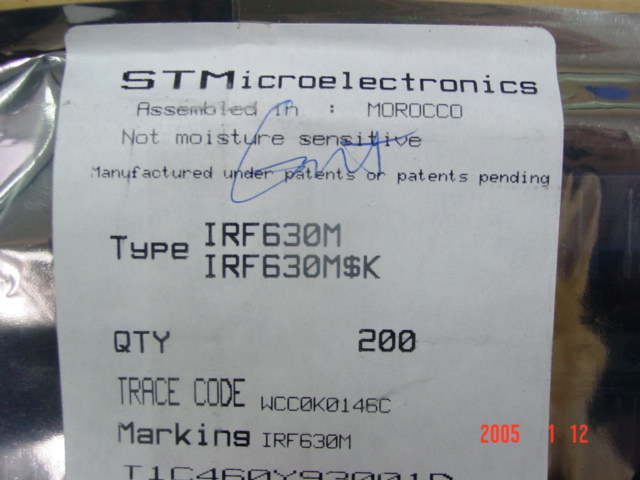 STMicroelectronics
Assembled in : MOROCCO
Not moisture sensitive
Manufactured under patents or patents pending
Type IRF630M
IRF630M$K
QTY 200
TRACE CODE WCC0K0146C
Marking IRF630M
2005 1 12